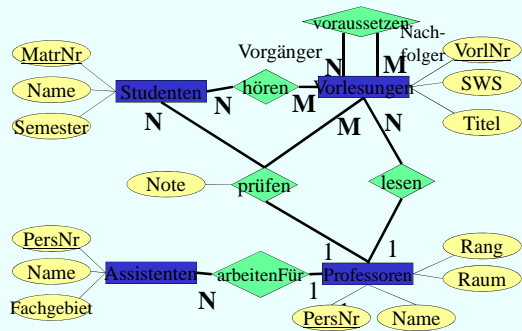 voraussetzen
MatrNr
Vorgänger
Nach-
folger
VorlNr
Name
Studenten
N
hören
M
N
M
Vorlesungen
SWS
Semester
N
M
N
Titel
Note
prüfen
lesen
PersNr
1
1
Rang
Name
Assistenten
arbeitenFür
Professoren
Raum
Fachgebiet
N
1
1
PersNr
Name